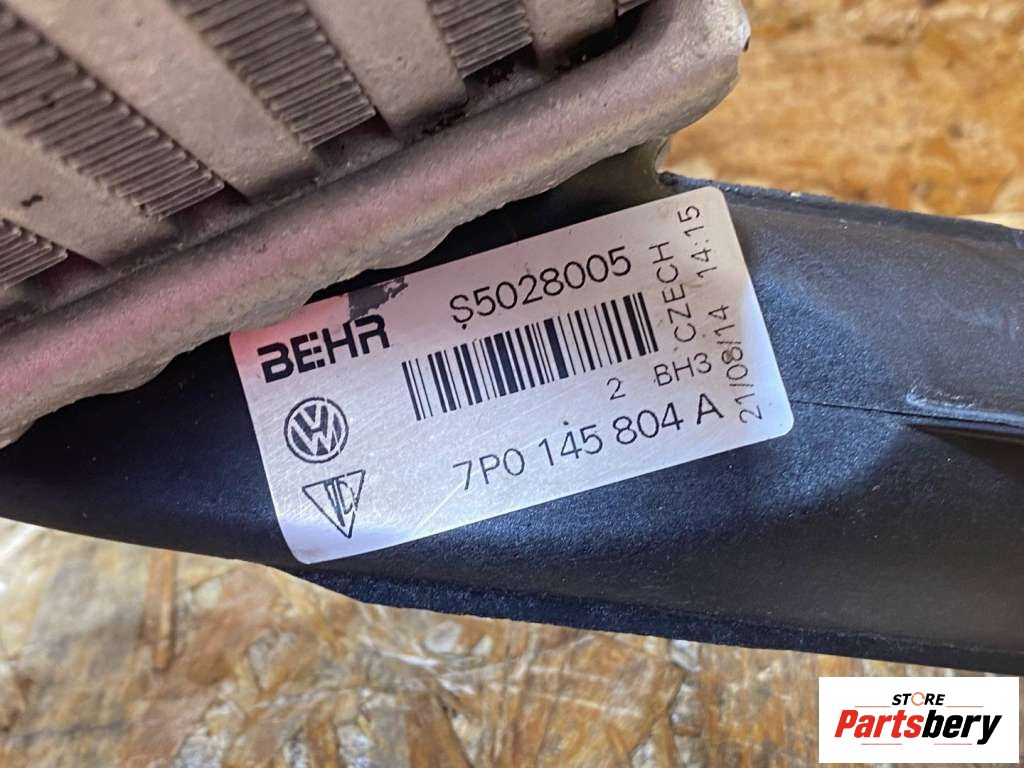 BEHR
S5028005
2 BH3 CZECH
21/08/14 14:15
7P0 145 804 A
STORE
Partsbery